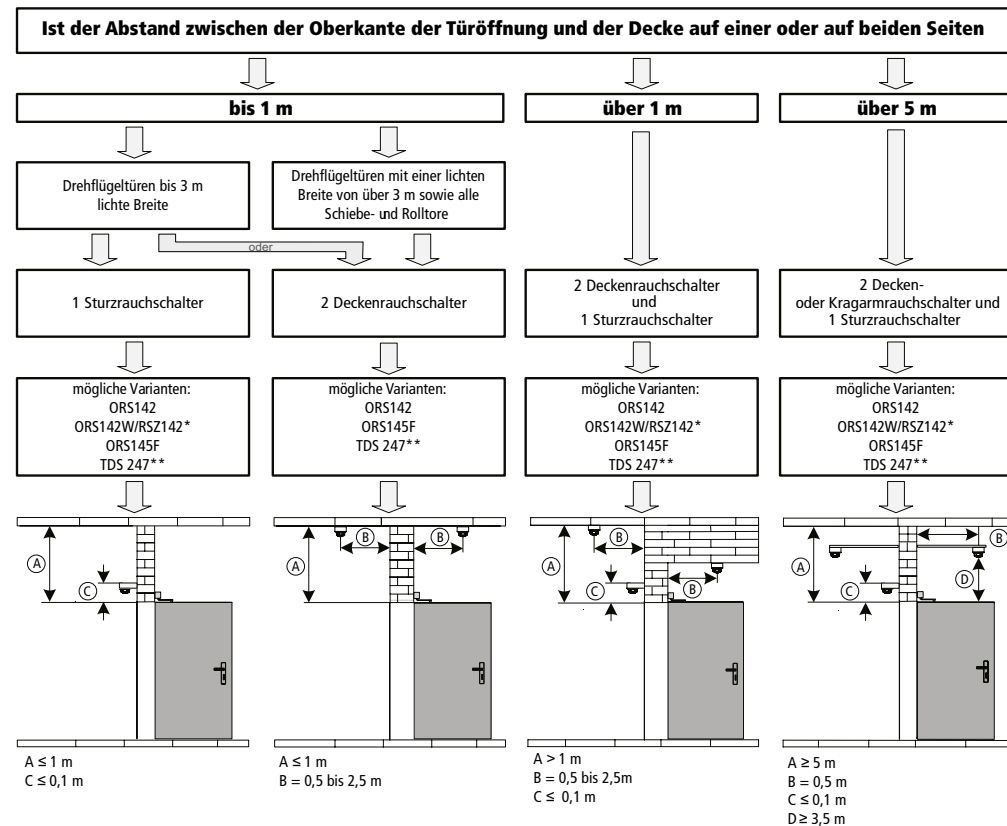 Ist der Abstand zwischen der Oberkante der Türöffnung und der Decke auf einer oder auf beiden Seiten
bis 1 m
über 1 m
über 5 m
Drehflügeltüren bis 3 m
lichte Breite
Drehflügeltüren mit einer lichten
Breite von über 3 m sowie alle
Schiebe- und Rolltore
oder
1 Sturzrauchschalter
2 Deckenrauchschalter
2 Deckenrauchschalter
und
1 Sturzrauchschalter
2 Decken-
oder Kragarmrauchschalter und
1 Sturzrauchschalter
mögliche Varianten:
ORS142
ORS142W/RSZ142*
ORS145F
TDS 247**
mögliche Varianten:
ORS142
ORS145F
TDS 247**
mögliche Varianten:
ORS142
ORS142W/RSZ142*
ORS145F
TDS 247**
mögliche Varianten:
ORS142
ORS142W/RSZ142*
ORS145F
TDS 247**
A
C
A
B
B
A
B
C
B
A
B
C
D
A ≤ 1 m
C ≤ 0,1 m
A ≤ 1 m
B = 0,5 bis 2,5 m
A > 1 m
B = 0,5 bis 2,5m
C ≤ 0,1 m
A ≥ 5 m
B = 0,5 m
C ≤ 0,1 m
D ≥ 3,5 m